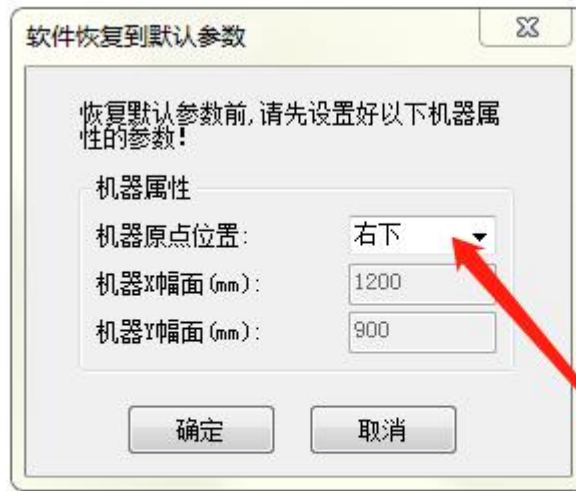 软件恢复到默认参数
恢复默认参数前,请先设置好以下机器属
性的参数!
机器属性
机器原点位置:
右下
机器X幅面(mm):
1200
机器Y幅面(mm):
900
确定
取消